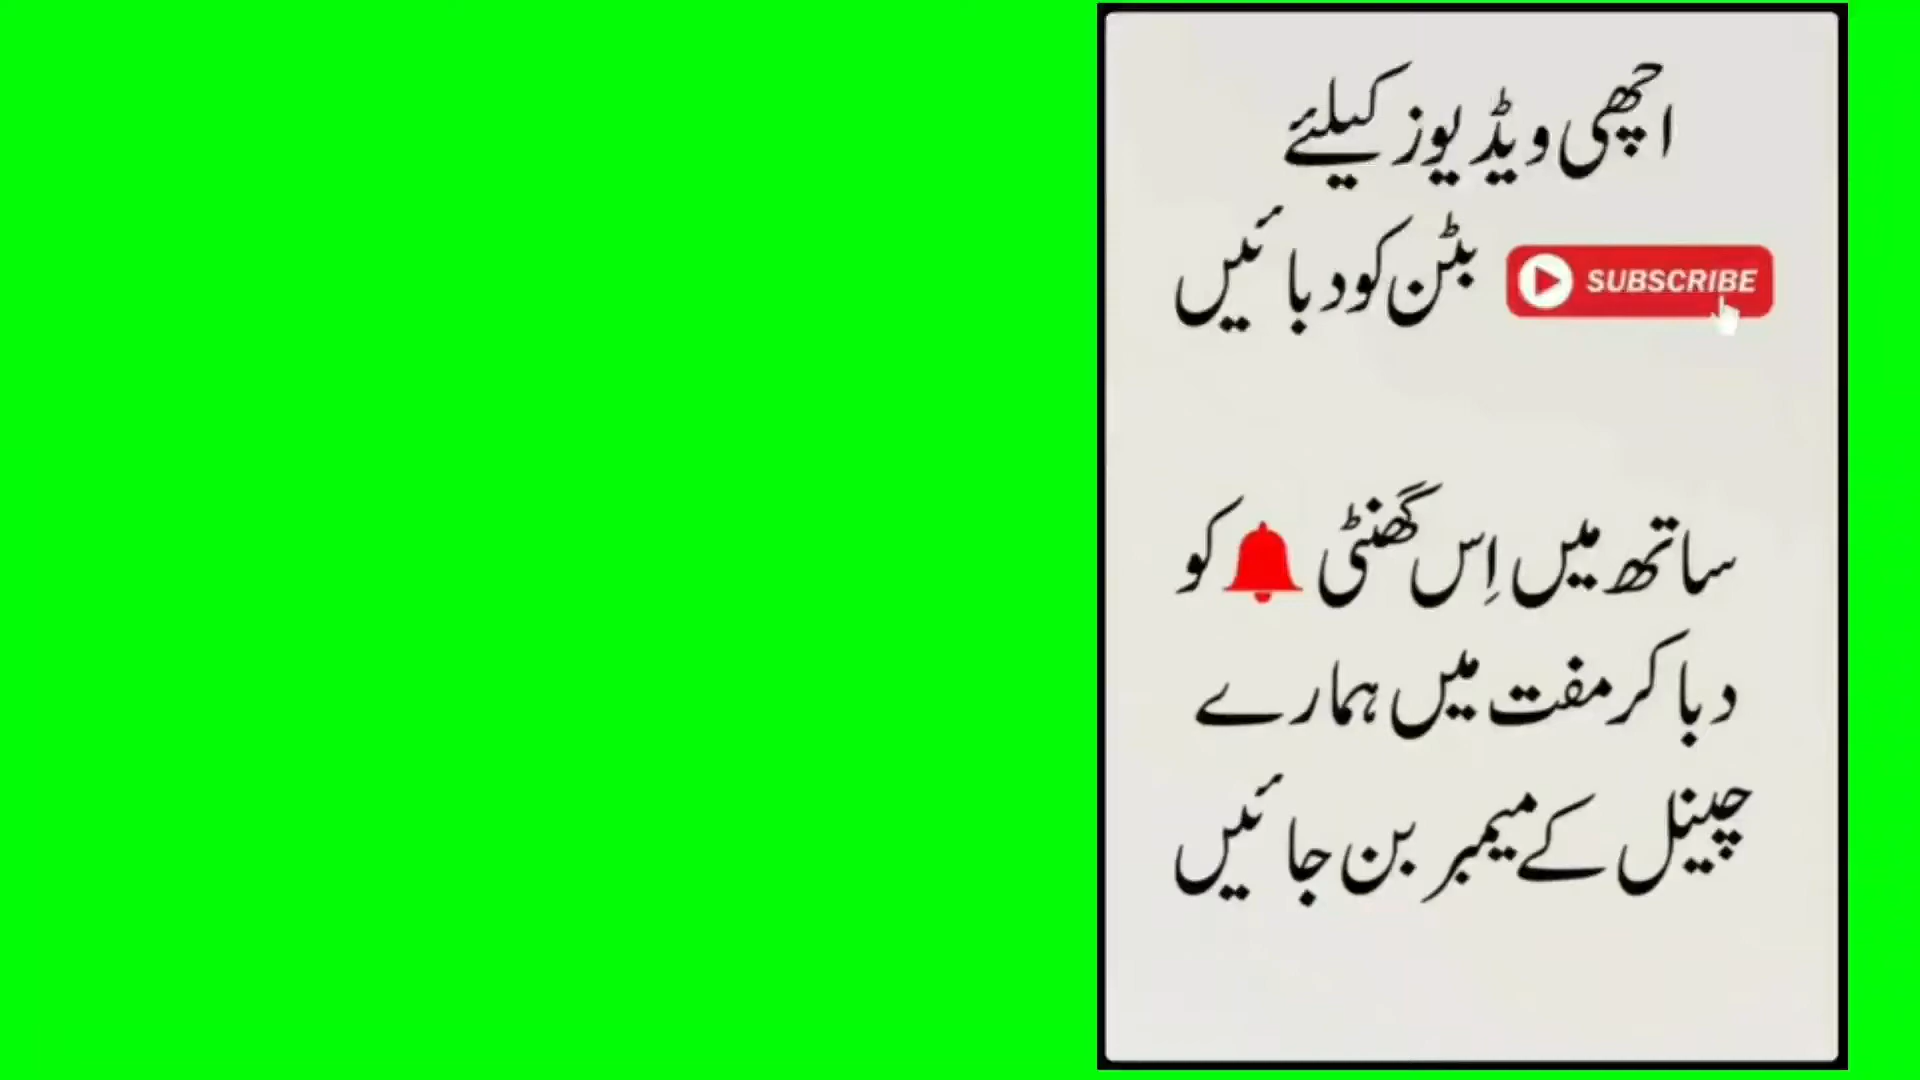 اچھی ویڈیوز کیلئے
SUBSCRIBE بٹن کو دبائیں
ساتھ میں اِس گھنٹی کو
دبا کر مفت میں ہمارے
چینل کے میمبر بن جائیں